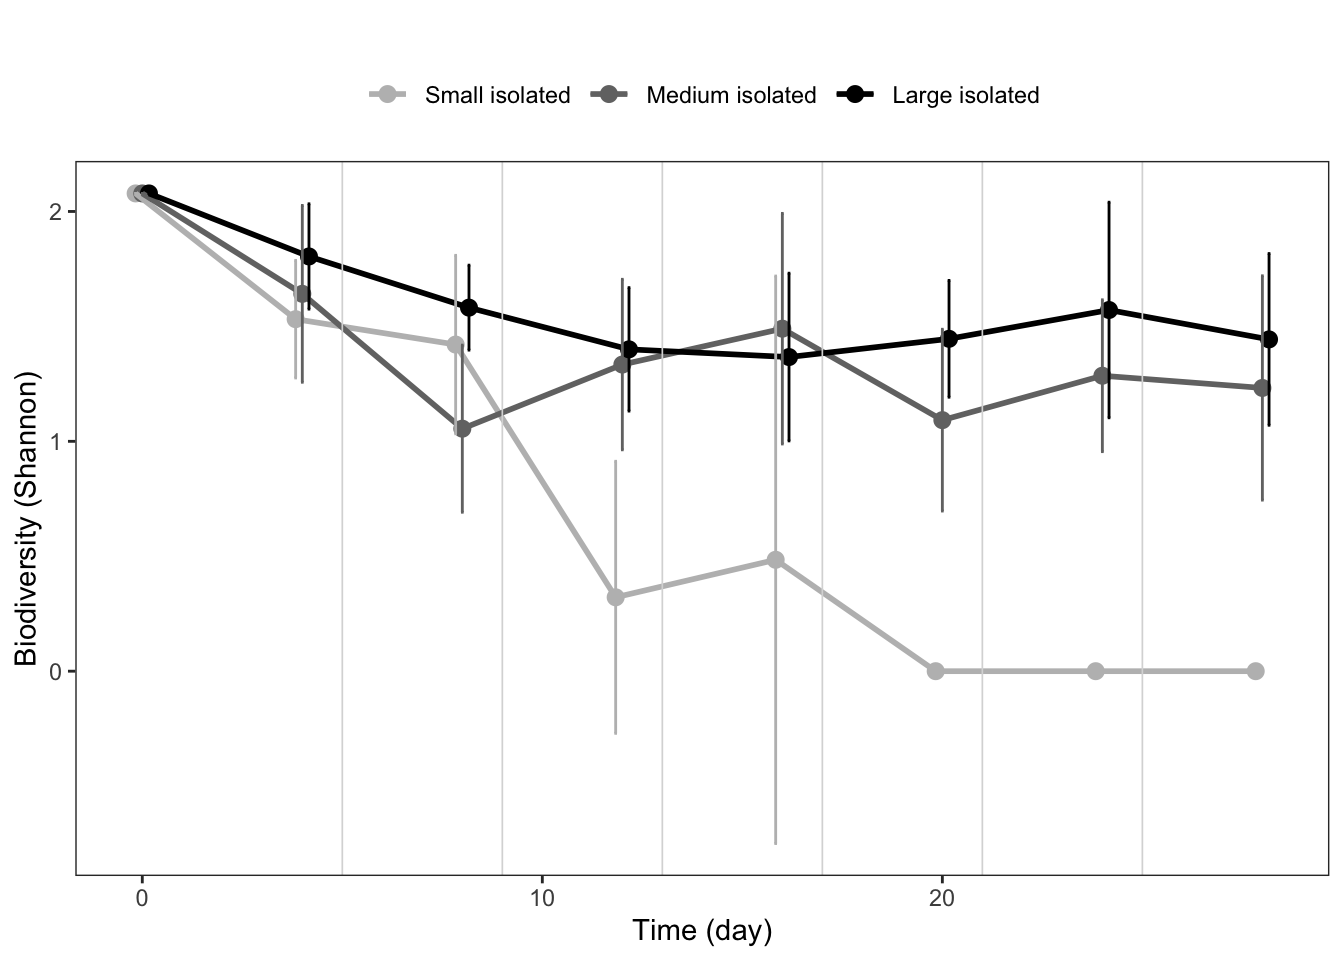 Small isolated Medium isolated Large isolated
Biodiversity (Shannon)
2
1
0
0 10 20
Time (day)